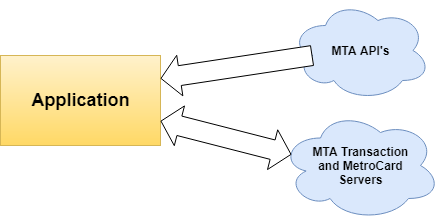 MTA API's
Application
MTA Transaction
and MetroCard
Servers